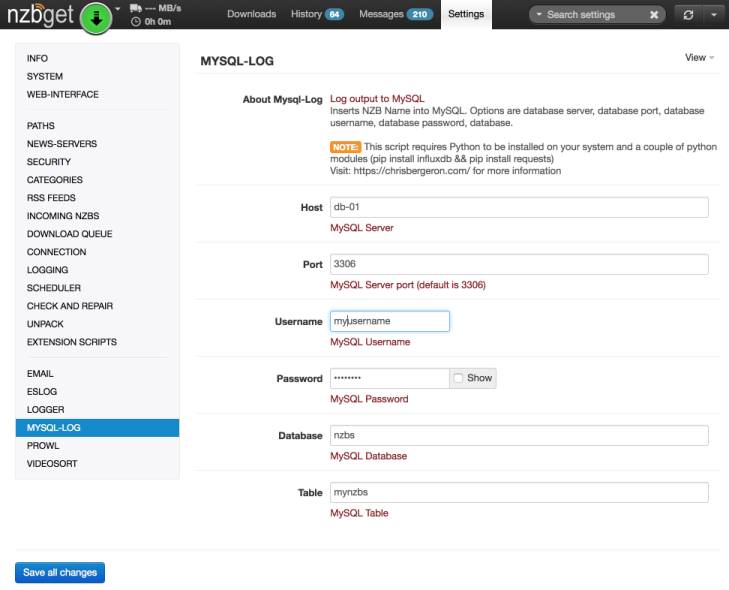 nzbget
--- MB/s
0h 0m
Downloads
History 64
Messages 210
Settings
Search settings
INFO
SYSTEM
WEB-INTERFACE
PATHS
NEWS-SERVERS
SECURITY
CATEGORIES
RSS FEEDS
INCOMING NZBS
DOWNLOAD QUEUE
CONNECTION
LOGGING
SCHEDULER
CHECK AND REPAIR
UNPACK
EXTENSION SCRIPTS
EMAIL
ESLOG
LOGGER
MYSQL-LOG
PROWL
VIDEOSORT
MYSQL-LOG
View
About Mysql-Log
Log output to MySQL
Inserts NZB Name into MySQL. Options are database server, database port, database
username, database password, database.
NOTE: This script requires Python to be installed on your system and a couple of python
modules (pip install influxdb && pip install requests)
Visit: https://chrisbergeron.com/ for more information
Host
db-01
MySQL Server
Port
3306
MySQL Server port (default is 3306)
Username
myusername
MySQL Username
Password
••••••••
Show
MySQL Password
Database
nzbs
MySQL Database
Table
mynzbs
MySQL Table
Save all changes